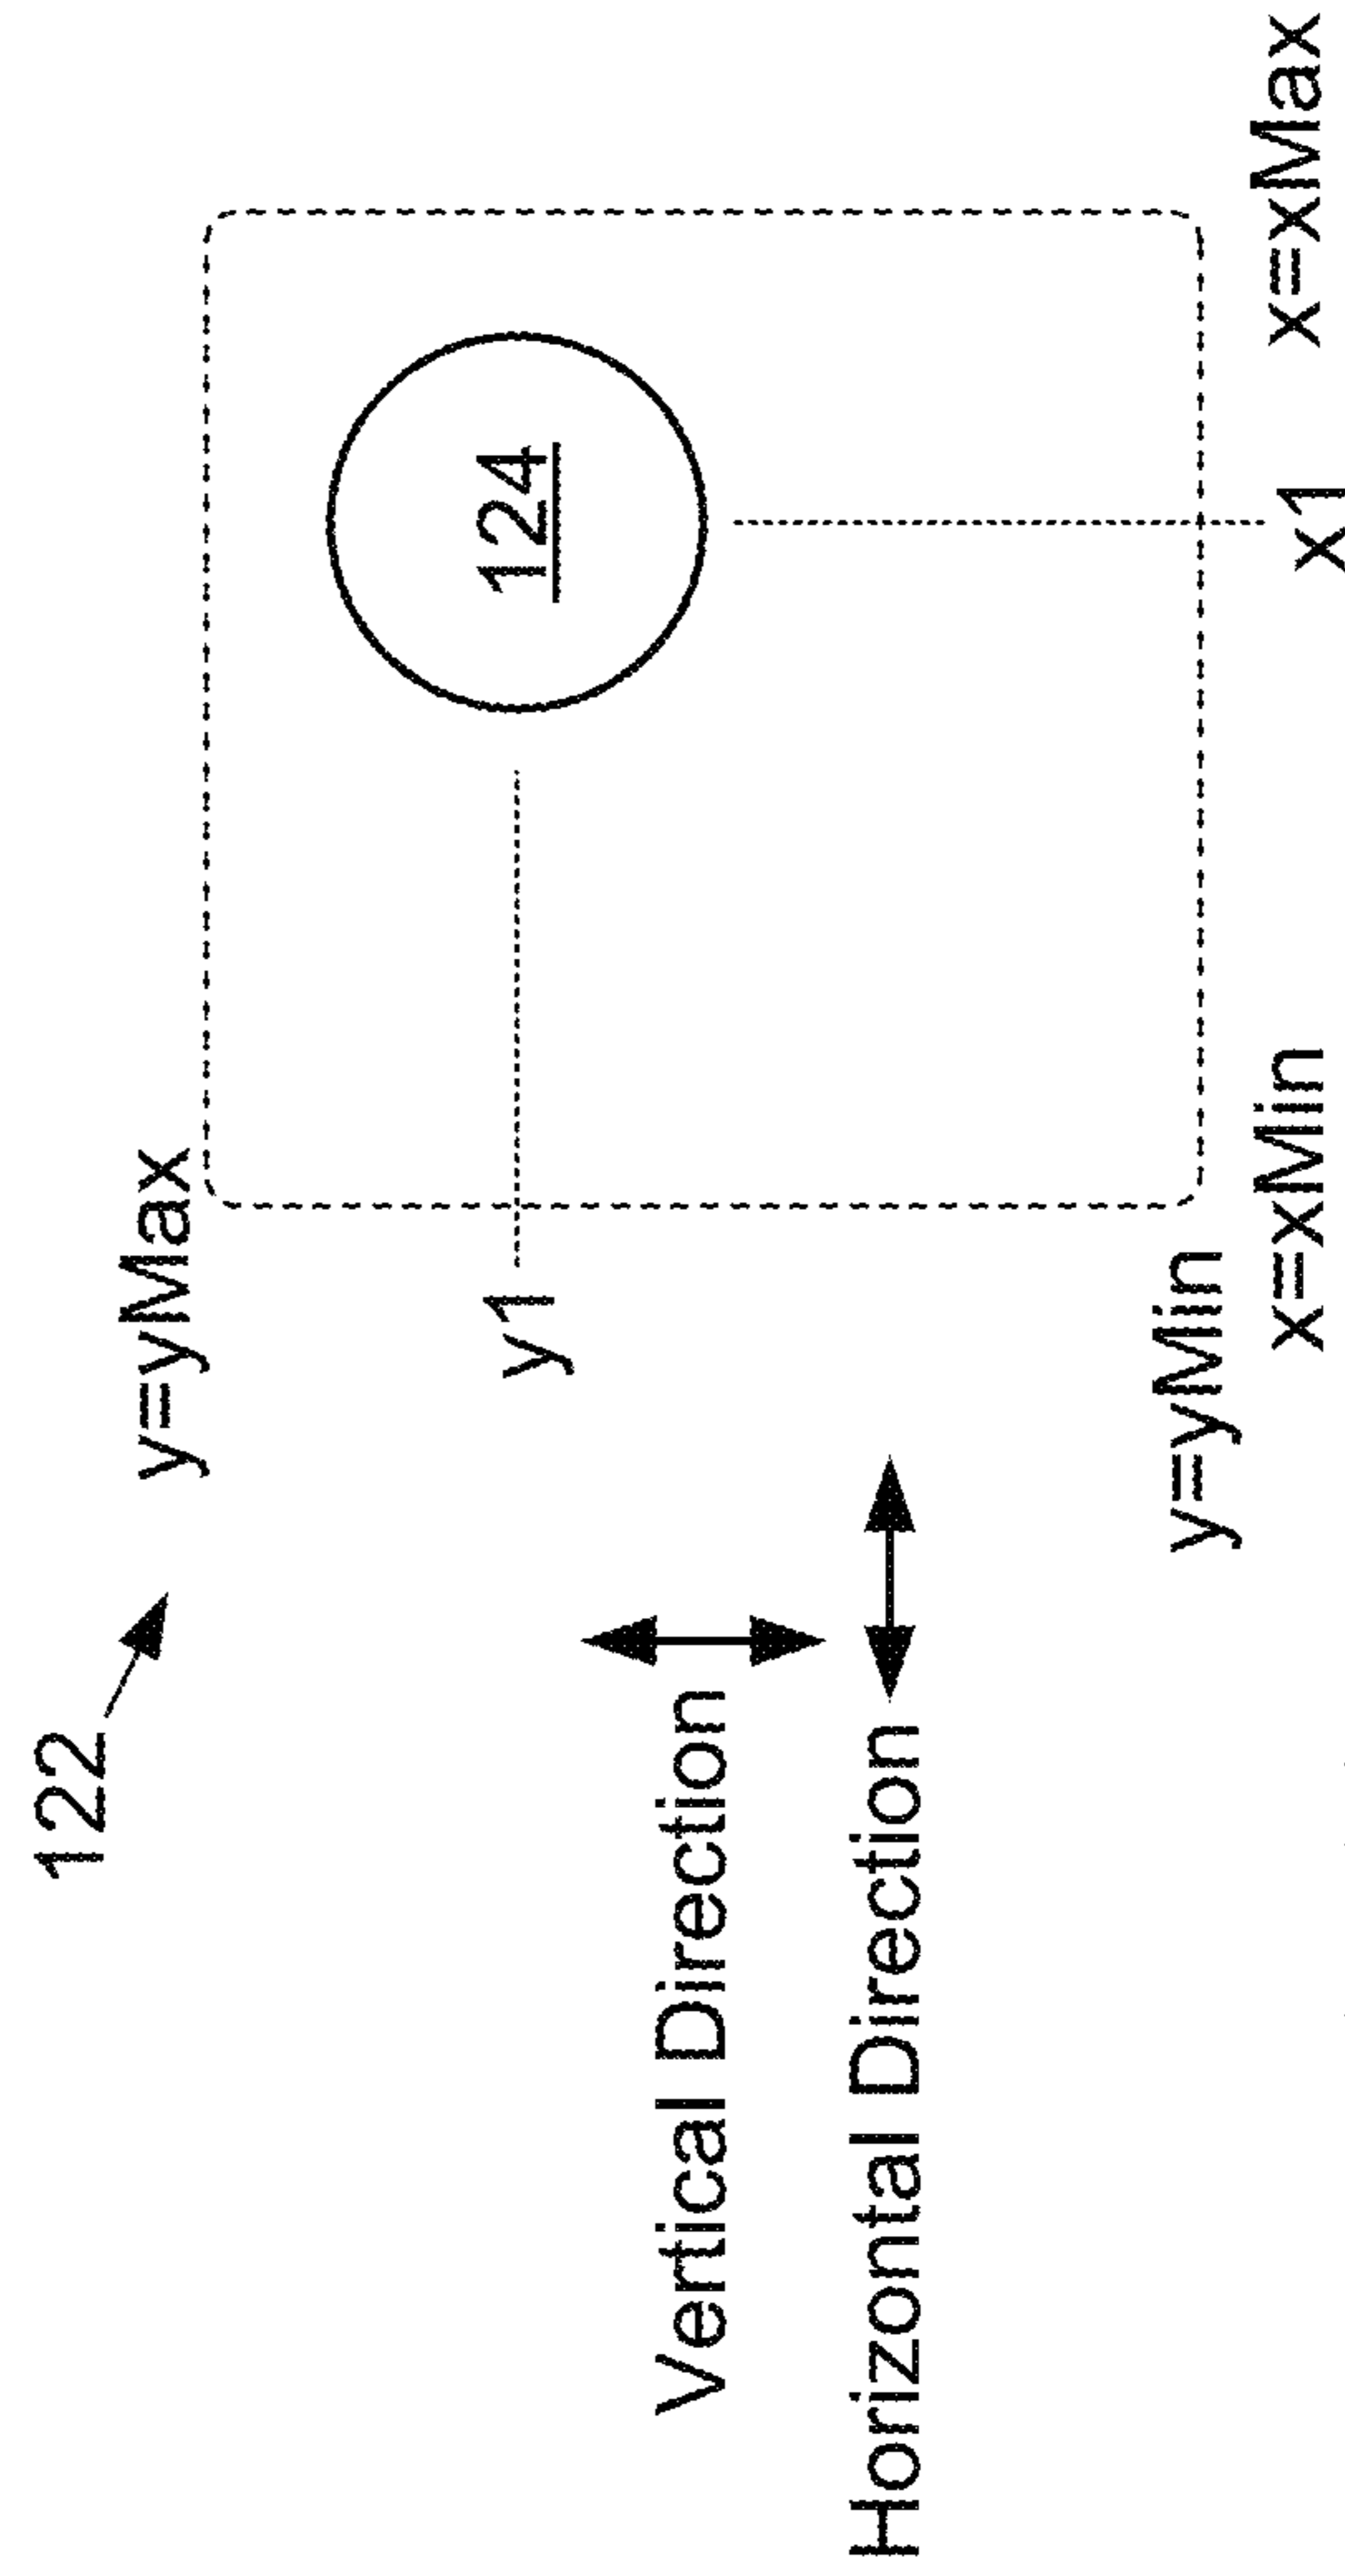 122
y=yMax
y1
124
Vertical Direction
Horizontal Direction
y=yMin
x=xMin
x1
x=xMax